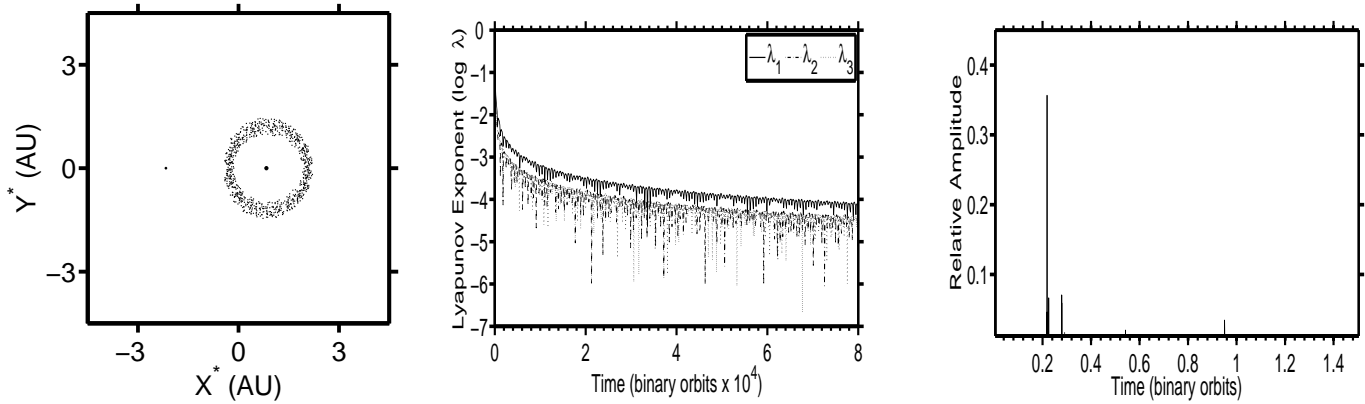 3
0
−3
Y* (AU)
−3 0 3
X* (AU)
0
−1
−2
−3
−4
−5
−6
−7
Lyapunov Exponent (log λ)
λ1 λ2 λ3
0 2 4 6 8
Time (binary orbits x 10^4)
0.4
0.3
0.2
0.1
Relative Amplitude
0.2 0.4 0.6 0.8 1 1.2 1.4
Time (binary orbits)